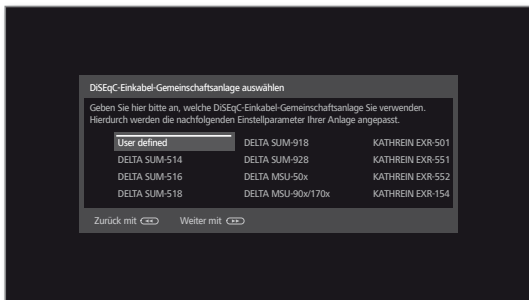 DiSEqC-Einkabel-Gemeinschaftsanlage auswählen
Geben Sie hier bitte an, welche DiSEqC-Einkabel-Gemeinschaftsanlage Sie verwenden.
Hierdurch werden die nachfolgenden Einstellparameter Ihrer Anlage angepasst.
User defined DELTA SUM-918 KATHREIN EXR-501
DELTA SUM-514 DELTA SUM-928 KATHREIN EXR-551
DELTA SUM-516 DELTA MSU-50x KATHREIN EXR-552
DELTA SUM-518 DELTA MSU-90x/170x KATHREIN EXR-154
Zurück mit Weiter mit